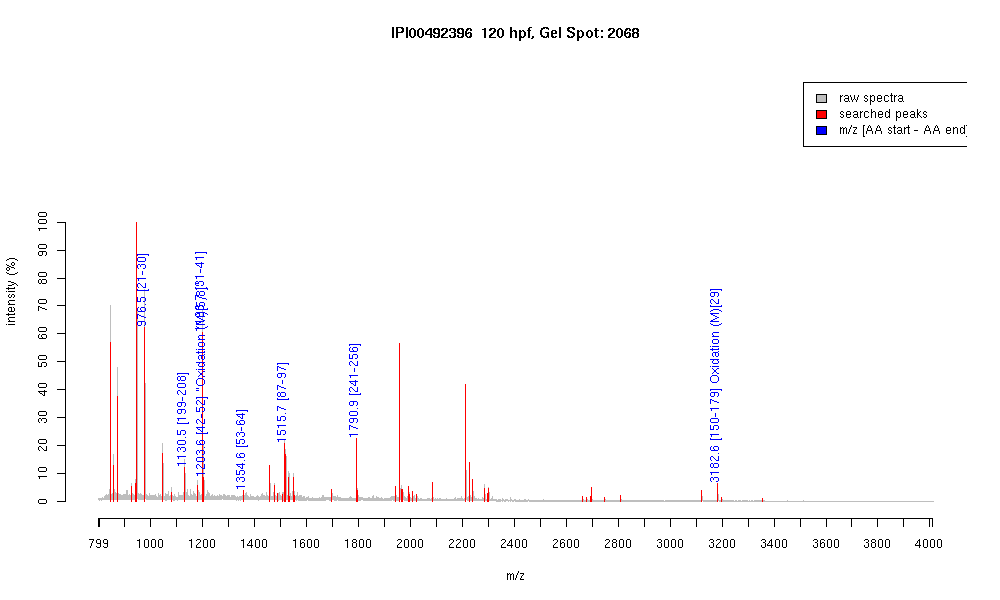 IPI00492396  120 hpf, Gel Spot: 2068
raw spectra
searched peaks
m/z [AA start - AA end]
intensity (%)
0 10 20 30 40 50 60 70 80 90 100
976.5 [21-30]
1130.5 [199-208]
[31-41]
1203.6 [42-52] "Oxidation (M)
1354.6 [53-64]
1515.7 [87-97]
1790.9 [241-256]
3182.6 [150-179] Oxidation (M)[29]
799 1000 1200 1400 1600 1800 2000 2200 2400 2600 2800 3000 3200 3400 3600 3800 4000
m/z